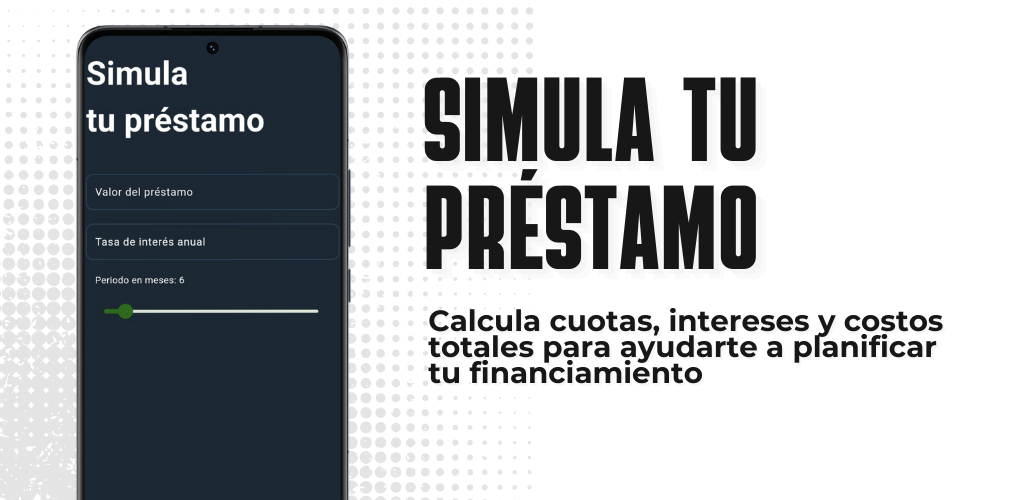 Simula
tu préstamo
Valor del préstamo
Tasa de interés anual
Periodo en meses: 6
SIMULA TU
PRÉSTAMO
Calcula cuotas, intereses y costos
totales para ayudarte a planificar
tu financiamiento